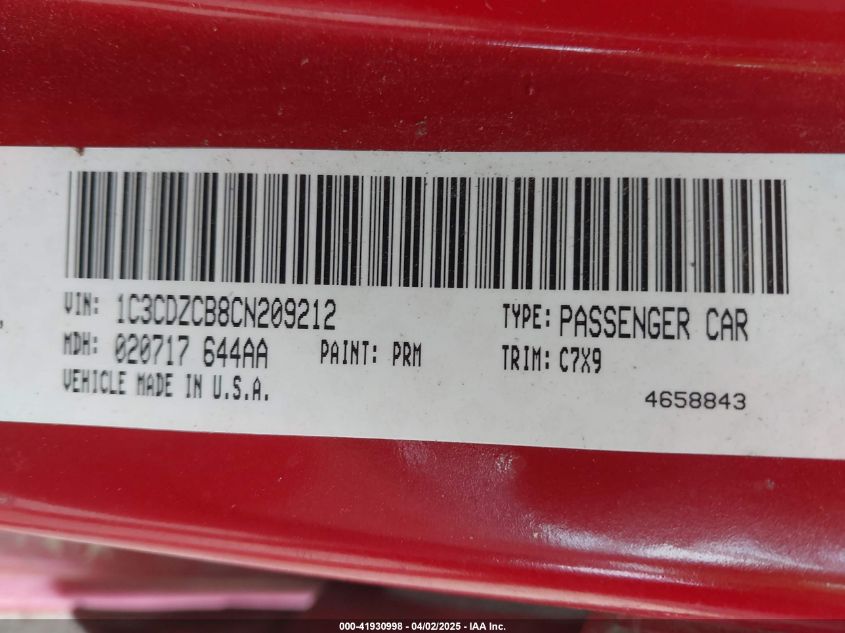 VIN: 1C3CDZCB8CN209212 TYPE: PASSENGER CAR
MDH: 020717 644AA PAINT: PRM TRIM: C7X9
VEHICLE MADE IN U.S.A. 4658843
000-41930998 - 04/02/2025 - IAA Inc.